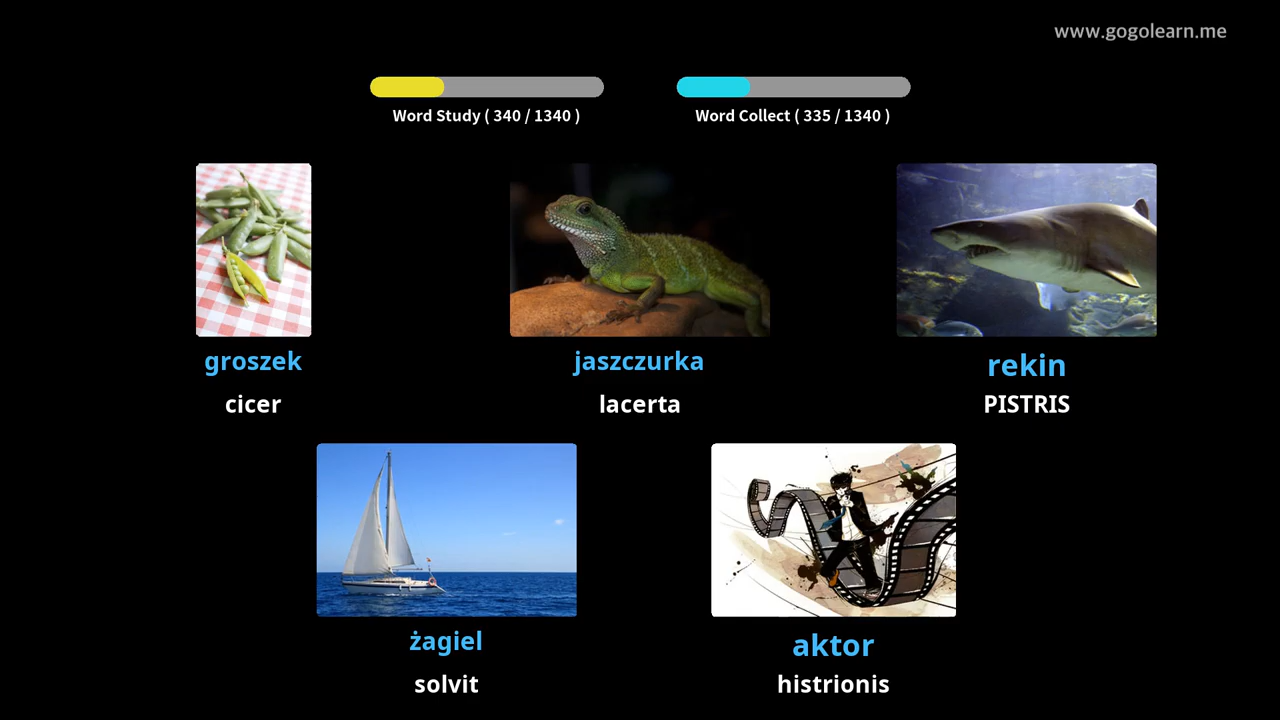 www.gogolearn.me
Word Study ( 340 / 1340 )
Word Collect ( 335 / 1340 )
groszek
jaszczurka
rekin
cicer
lacerta
PISTRIS
żagiel
aktor
solvit
histrionis